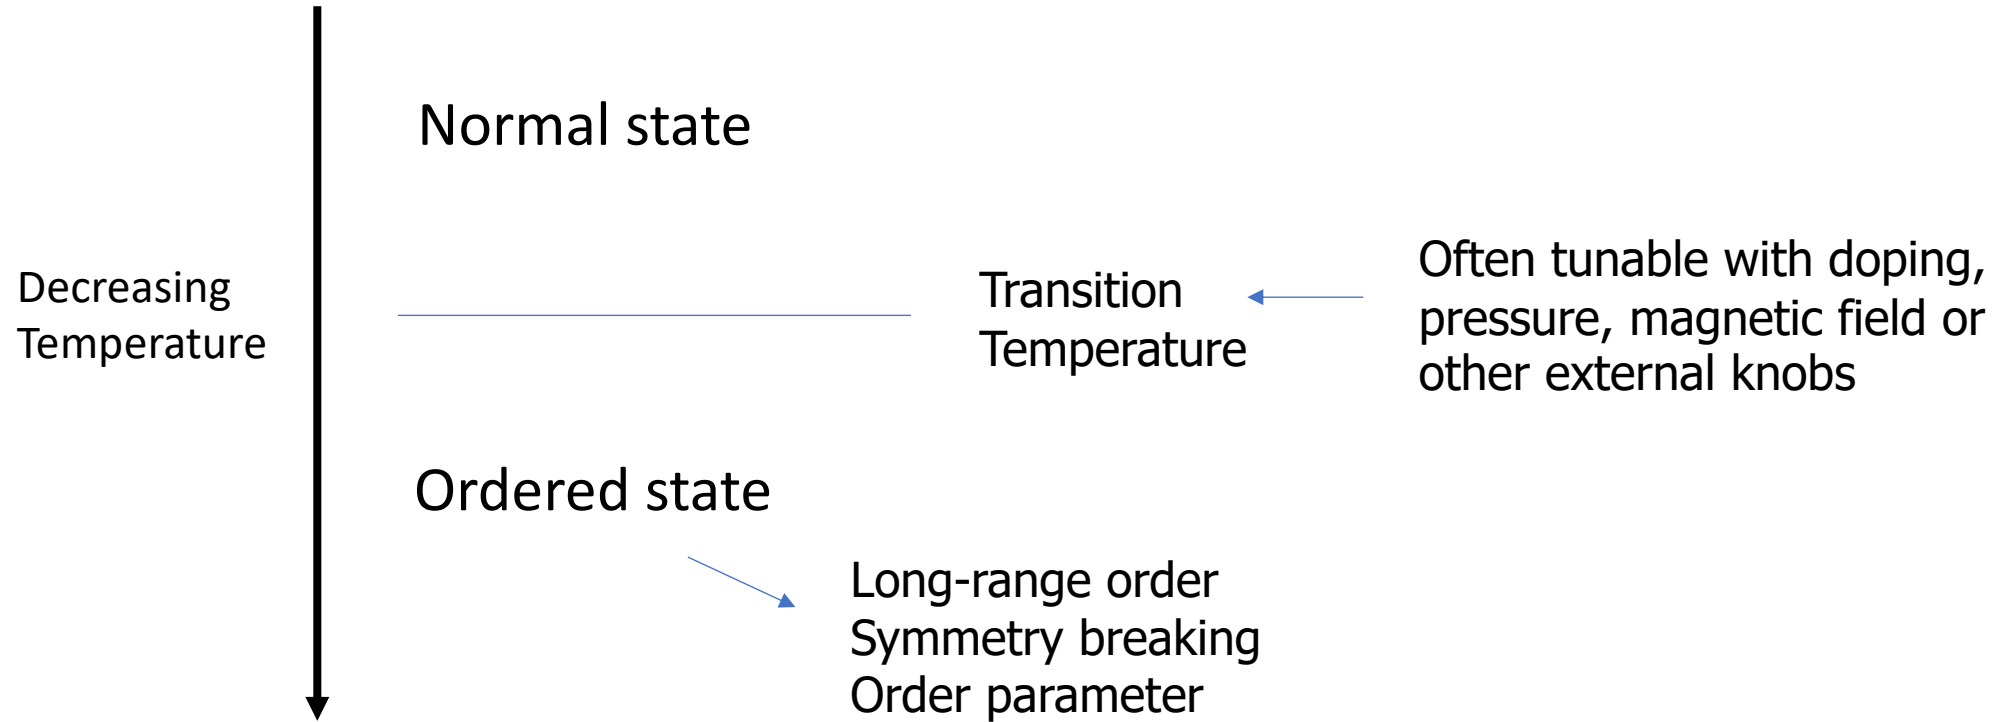 Normal state
Decreasing
Temperature
Transition
Temperature
Often tunable with doping,
pressure, magnetic field or
other external knobs
Ordered state
Long-range order
Symmetry breaking
Order parameter